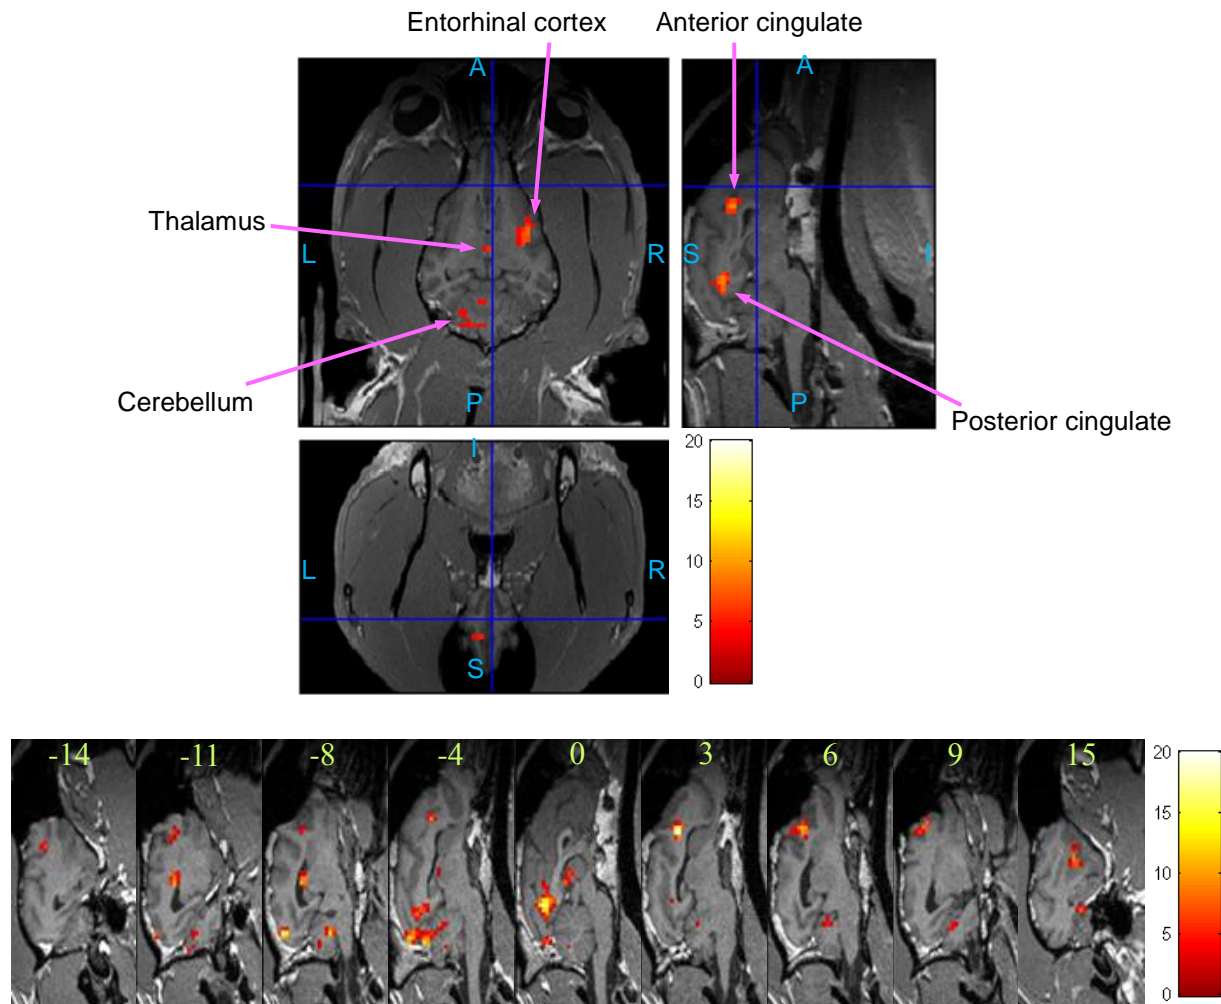 Entorhinal cortex
Anterior cingulate
A
A
Thalamus
L
R
S
I
Cerebellum
P
P
Posterior cingulate
I
20
15
10
5
0
L
R
S
-14
-11
-8
-4
0
3
6
9
15
20
15
10
5
0